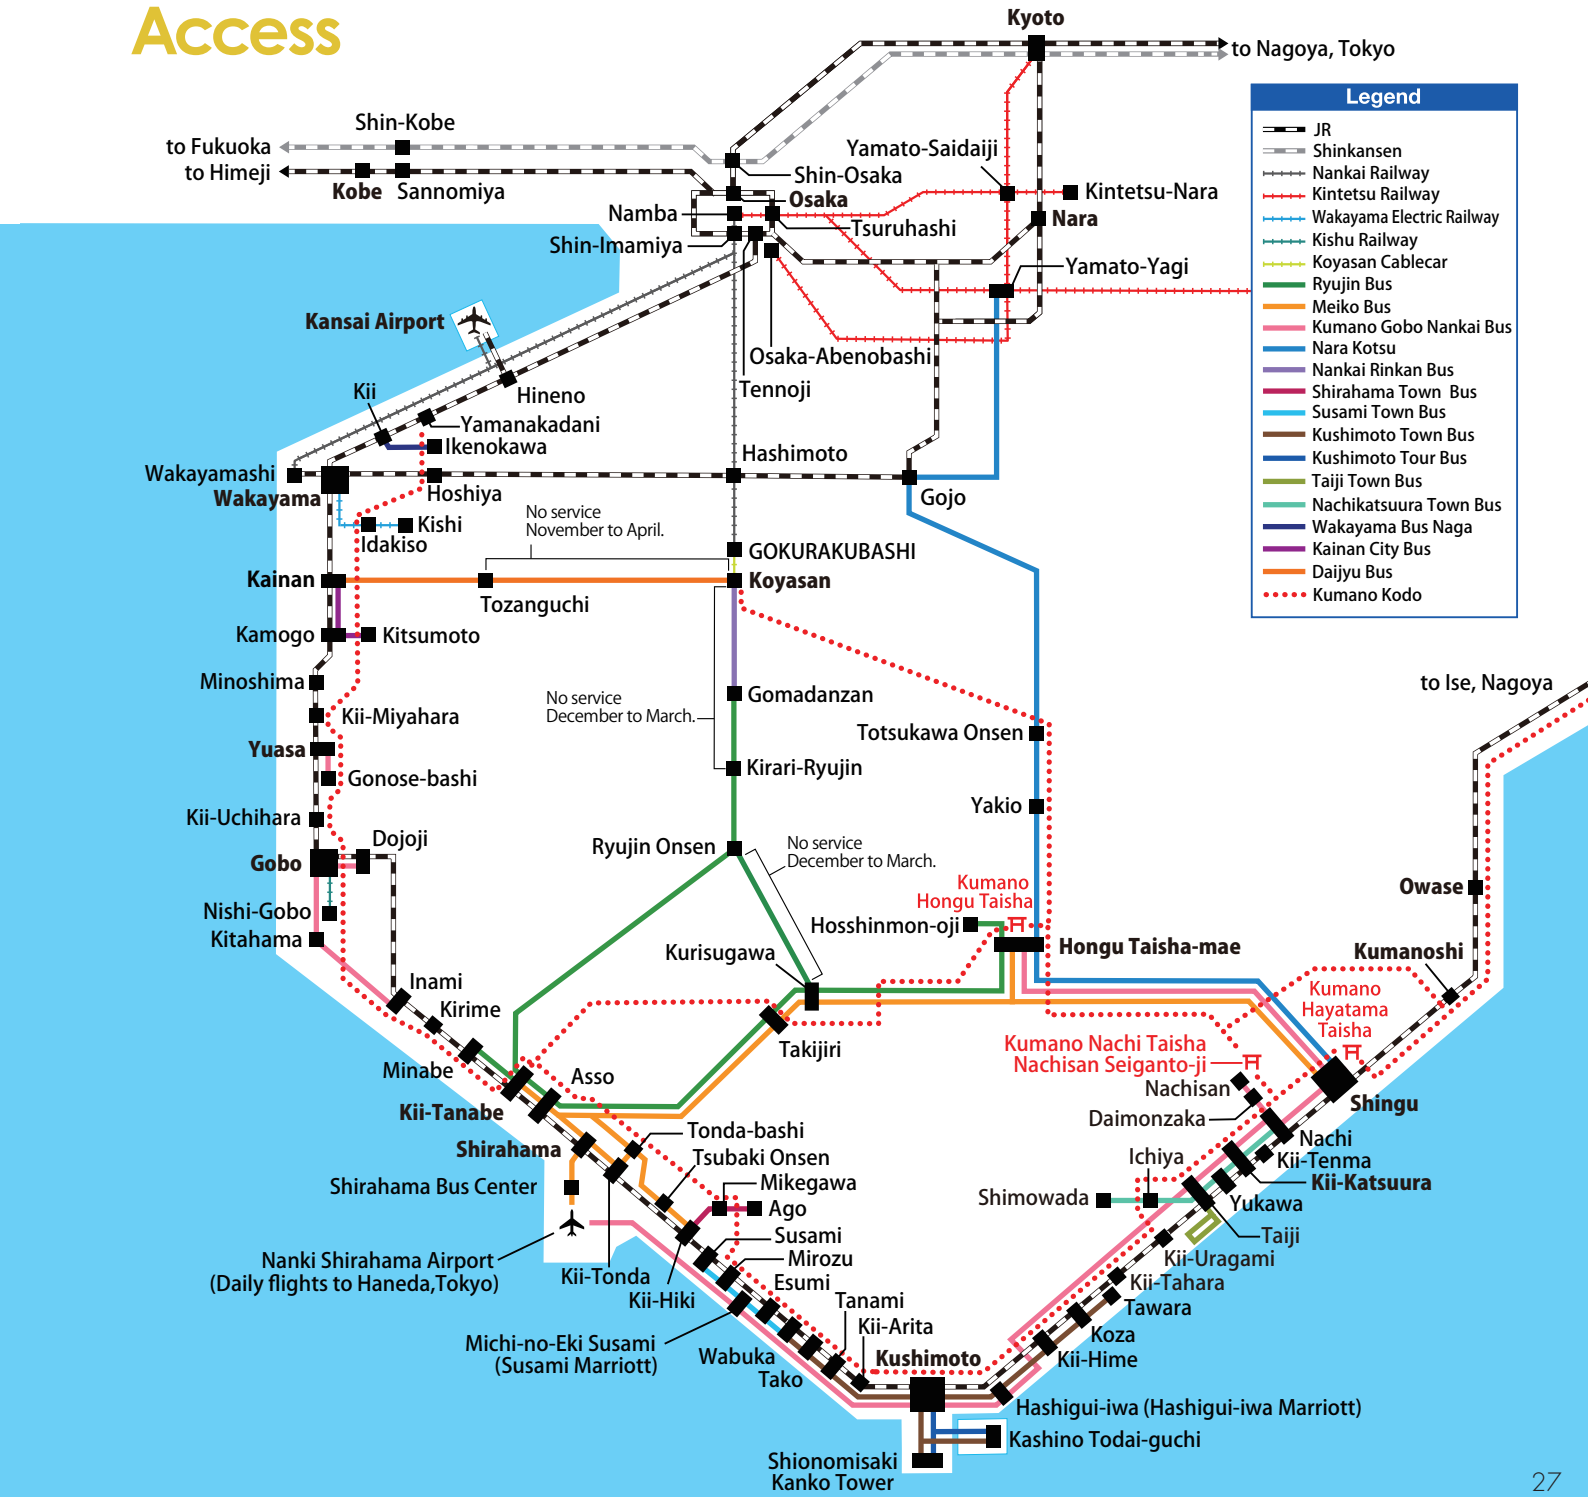 Access
Kyoto
to Nagoya, Tokyo
Legend
JR
Shinkansen
Nankai Railway
Kintetsu Railway
Wakayama Electric Railway
Kishu Railway
Koyasan Cablecar
Ryujin Bus
Meiko Bus
Kumano Gobo Nankai Bus
Nara Kotsu
Nankai Rinkan Bus
Shirahama Town Bus
Susami Town Bus
Kushimoto Town Bus
Kushimoto Tour Bus
Taiji Town Bus
Nachikatsuura Town Bus
Wakayama Bus Naga
Kainan City Bus
Daijyu Bus
Kumano Kodo
Shin-Kobe
to Fukuoka
to Himeji
Kobe
Sannomiya
Yamato-Saidaiji
Shin-Osaka
Osaka
Kintetsu-Nara
Namba
Tsuruhashi
Nara
Shin-Imamiya
Yamato-Yagi
Kansai Airport
Osaka-Abenobashi
Tennoji
Hineno
Kii
Yamanakadani
Ikenokawa
Hashimoto
Wakayamashi
Wakayama
Hoshiya
Gojo
No service
November to April.
Kishi
Idakiso
GOKURAKUBASHI
Kainan
Koyasan
Tozanguchi
Kamogo
Kitsumoto
Minoshima
to Ise, Nagoya
No service
December to March.
Gomadanzan
Kii-Miyahara
Totsukawa Onsen
Yuasa
Kirari-Ryujin
Gonose-bashi
Yakio
Kii-Uchihara
Dojoji
Ryujin Onsen
No service
December to March.
Gobo
Kumano
Hongu Taisha
Owase
Nishi-Gobo
Hosshinmon-oji
Kitahama
Hongu Taisha-mae
Kurisugawa
Kumanoshi
Inami
Kirime
Kumano
Hayatama
Taisha
Takijiri
Kumano Nachi Taisha
Nachisan Seiganto-ji
Minabe
Asso
Nachisan
Kii-Tanabe
Daimonzaka
Shingu
Shirahama
Tonda-bashi
Nachi
Tsubaki Onsen
Ichiya
Kii-Tenma
Shirahama Bus Center
Mikegawa
Kii-Katsuura
Shimowada
Yukawa
Ago
Susami
Taiji
Nanki Shirahama Airport
(Daily flights to Haneda,Tokyo)
Kii-Tonda
Mirozu
Kii-Uragami
Esumi
Kii-Tahara
Kii-Hiki
Tanami
Tawara
Kii-Arita
Koza
Michi-no-Eki Susami
(Susami Marriott)
Wabuka
Kushimoto
Kii-Hime
Tako
Hashigui-iwa (Hashigui-iwa Marriott)
Kashino Todai-guchi
Shionomisaki
Kanko Tower
27